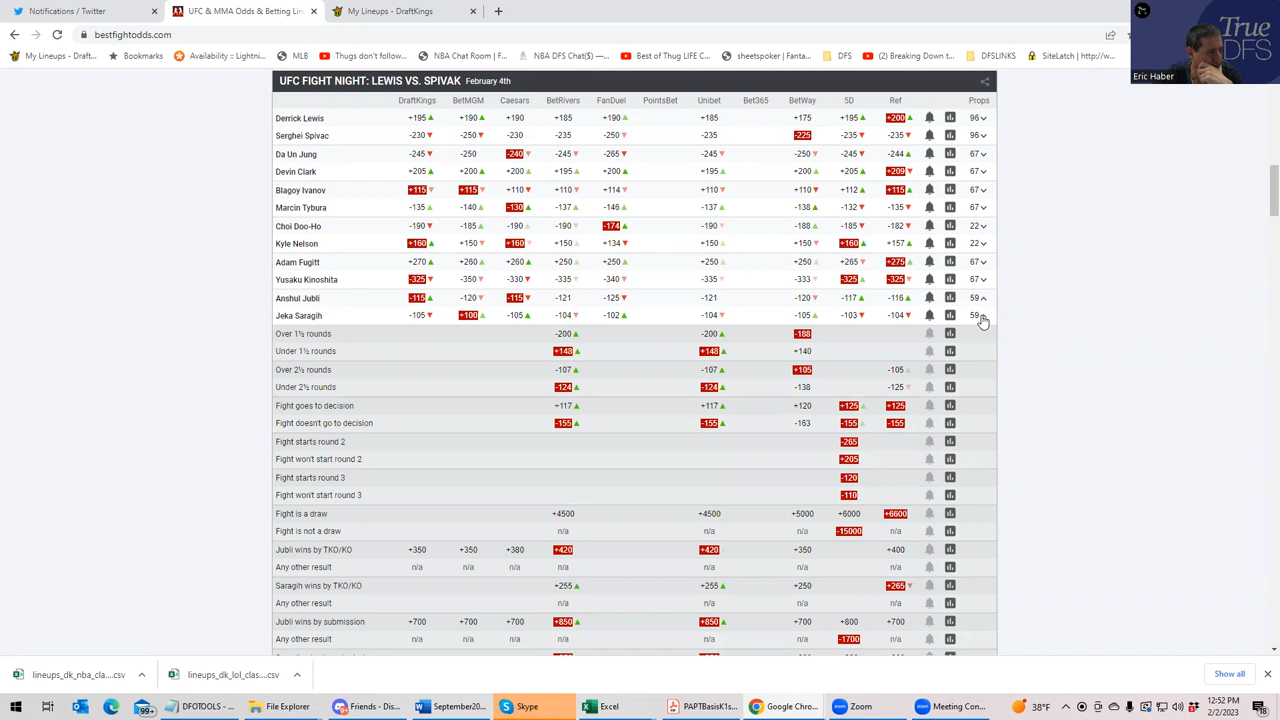 Notifications / Twitter
UFC & MMA Odds & Betting Lin
My Lineups - DraftKings
bestfightodds.com
My Lineups - DraftK...
Bookmarks
Availability :: Lightni...
MLB
Thugs don't follow...
NBA Chat Room | F...
NBA DFS Chat($) —...
Best of Thug LIFE C...
sheetspoker | Fanta...
DFS
(2) Breaking Down t...
DFSLINKS
SiteLatch | http://w...
True
DFS
Eric Haber
UFC FIGHT NIGHT: LEWIS VS. SPIVAK February 4th
DraftKings BetMGM Caesars BetRivers FanDuel PointsBet Unibet Bet365 BetWay 5D Ref Props
Derrick Lewis +195▲ +190▲ +190 +185 +190▲ +185 +175 +195▲ +200▲ 96
Serghei Spivac -230▼ -250▼ -230 -235 -250▼ -235 -225 -235▼ -235▼ 96
Da Un Jung -245▼ -250 -240▼ -245▼ -265▼ -245▼ -250▼ -245▼ -244▲ 67
Devin Clark +205▲ +200▲ +200▲ +195▲ +200▲ +195▲ +200▲ +205▲ +209▼ 67
Blagoy Ivanov +115▼ +115▼ +110▼ +110▼ +114▼ +110▼ +110▼ +112▲ +115▲ 67
Marcin Tybura -135▲ -140▲ -130▲ -137▲ -146▲ -137▲ -138▲ -132▼ -135▼ 67
Choi Doo-Ho -190▼ -185▲ -190▲ -190▼ -174▲ -190▼ -188▲ -185▼ -182▼ 22
Kyle Nelson +160▲ +150▼ +160▼ +150▲ +134▼ +150▲ +150▼ +160▲ +157▲ 22
Adam Fugitt +270▲ +260▲ +260▲ +250▲ +250▲ +250▲ +250▲ +265▼ +275▲ 67
Yusaku Kinoshita -325▼ -350▼ -330▼ -335▼ -340▼ -335▼ -333▼ -325▲ -325▼ 67
Anshul Jubli -115▲ -120▼ -115▼ -121 -125▼ -121 -120▼ -117▲ -116▲ 59
Jeka Saragih -105▼ +100▲ -105▲ -104▼ -102▲ -104▼ -105▲ -103▼ -104▼ 59
Over 1½ rounds -200▲ -200▲ -188
Under 1½ rounds +148▲ +148▲ +140
Over 2½ rounds -107▲ -107▲ +105 -105▲
Under 2½ rounds -124▲ -124▲ -138 -125▼
Fight goes to decision +117▲ +117▲ +120 +125▲ +125
Fight doesn't go to decision -155▲ -155▲ -163 -155▲ -155
Fight starts round 2 -265
Fight won't start round 2 +205
Fight starts round 3 -120
Fight won't start round 3 -110
Fight is a draw +4500 +4500 +5000 +6000 +6600
Fight is not a draw n/a n/a n/a -15000 n/a
Jubli wins by TKO/KO +350 +350 +380 +420 +420 +350 +400
Any other result n/a n/a n/a n/a n/a n/a n/a
Saragih wins by TKO/KO +255▲ +255▲ +250 +265▼
Any other result n/a n/a n/a n/a
Jubli wins by submission +700 +700 +700 +850▲ +850▲ +700 +800 +700
Any other result n/a n/a n/a n/a n/a n/a -1700 n/a
lineups_dk_nba_cla....csv
lineups_dk_lol_clas....csv
Show all
99+
DFOTOOLS ...
File Explorer
Friends - Dis...
September20...
Skype
Excel
PAPTBasisK1s...
Google Chro...
Zoom
Meeting Con...
38°F
12:52 PM
2/2/2023
18